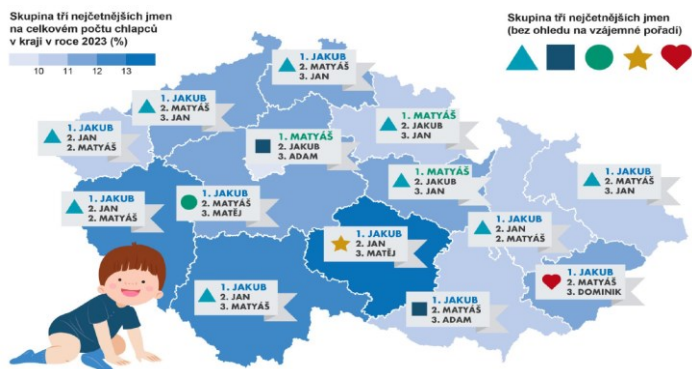 Skupina tří nejčetnějších jmen
na celkovém počtu chlapců
v kraji v roce 2023 (%)
10 11 12 13
Skupina tří nejčetnějších jmen
(bez ohledu na vzájemné pořadí)
1. JAKUB
2. MATYÁŠ
3. JAN
1. JAKUB
2. MATYÁŠ
3. JAN
1. JAKUB
2. JAN
2. MATYÁŠ
1. MATYÁŠ
2. JAKUB
3. JAN
1. MATYÁŠ
2. JAKUB
3. ADAM
1. JAKUB
2. JAN
2. MATYÁŠ
1. JAKUB
2. MATYÁŠ
3. MATĚJ
1. MATYÁŠ
2. JAKUB
3. JAN
1. JAKUB
2. MATYÁŠ
3. JAN
1. JAKUB
2. JAN
3. MATĚJ
1. JAKUB
2. JAN
2. MATYÁŠ
1. JAKUB
2. JAN
3. MATYÁŠ
1. JAKUB
2. MATYÁŠ
3. ADAM
1. JAKUB
2. MATYÁŠ
3. DOMINIK